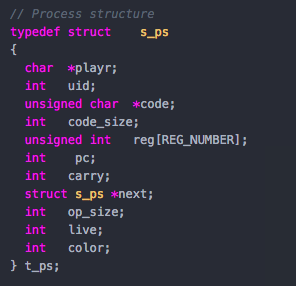 // Process structure
typedef struct    s_ps
{
  char  *playr;
  int   uid;
  unsigned char  *code;
  int   code_size;
  unsigned int   reg[REG_NUMBER];
  int    pc;
  int   carry;
  struct s_ps *next;
  int   op_size;
  int   live;
  int   color;
} t_ps;